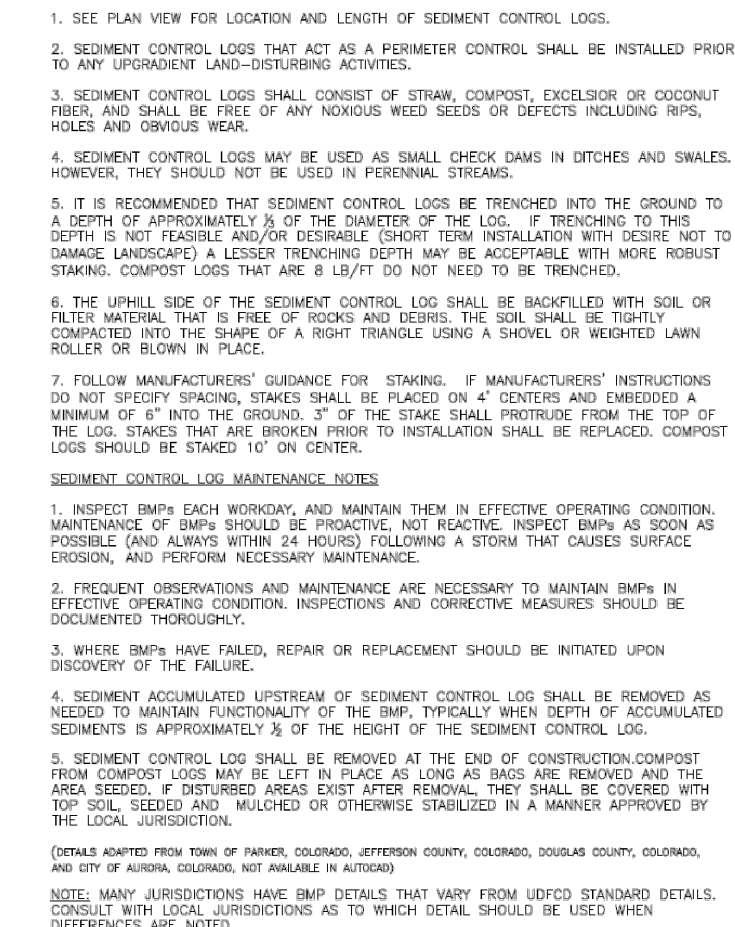 1. SEE PLAN VIEW FOR LOCATION AND LENGTH OF SEDIMENT CONTROL LOGS.
2. SEDIMENT CONTROL LOGS THAT ACT AS A PERIMETER CONTROL SHALL BE INSTALLED PRIOR
TO ANY UPGRADIENT LAND-DISTURBING ACTIVITIES.
3. SEDIMENT CONTROL LOGS SHALL CONSIST OF STRAW, COMPOST, EXCELSIOR OR COCONUT
FIBER, AND SHALL BE FREE OF ANY NOXIOUS WEED SEEDS OR DEFECTS INCLUDING RIPS,
HOLES AND OBVIOUS WEAR.
4. SEDIMENT CONTROL LOGS MAY BE USED AS SMALL CHECK DAMS IN DITCHES AND SWALES.
HOWEVER, THEY SHOULD NOT BE USED IN PERENNIAL STREAMS.
5. IT IS RECOMMENDED THAT SEDIMENT CONTROL LOGS BE TRENCHED INTO THE GROUND TO
A DEPTH OF APPROXIMATELY ⅓ OF THE DIAMETER OF THE LOG. IF TRENCHING TO THIS
DEPTH IS NOT FEASIBLE AND/OR DESIRABLE (SHORT TERM INSTALLATION WITH DESIRE NOT TO
DAMAGE LANDSCAPE) A LESSER TRENCHING DEPTH MAY BE ACCEPTABLE WITH MORE ROBUST
STAKING. COMPOST LOGS THAT ARE 8 LB/FT DO NOT NEED TO BE TRENCHED.
6. THE UPHILL SIDE OF THE SEDIMENT CONTROL LOG SHALL BE BACKFILLED WITH SOIL OR
FILTER MATERIAL THAT IS FREE OF ROCKS AND DEBRIS. THE SOIL SHALL BE TIGHTLY
COMPACTED INTO THE SHAPE OF A RIGHT TRIANGLE USING A SHOVEL OR WEIGHTED LAWN
ROLLER OR BLOWN IN PLACE.
7. FOLLOW MANUFACTURERS' GUIDANCE FOR STAKING. IF MANUFACTURERS' INSTRUCTIONS
DO NOT SPECIFY SPACING, STAKES SHALL BE PLACED ON 4' CENTERS AND EMBEDDED A
MINIMUM OF 6" INTO THE GROUND. 3" OF THE STAKE SHALL PROTRUDE FROM THE TOP OF
THE LOG. STAKES THAT ARE BROKEN PRIOR TO INSTALLATION SHALL BE REPLACED. COMPOST
LOGS SHOULD BE STAKED 10' ON CENTER.
SEDIMENT CONTROL LOG MAINTENANCE NOTES
1. INSPECT BMPs EACH WORKDAY, AND MAINTAIN THEM IN EFFECTIVE OPERATING CONDITION.
MAINTENANCE OF BMPs SHOULD BE PROACTIVE, NOT REACTIVE. INSPECT BMPs AS SOON AS
POSSIBLE (AND ALWAYS WITHIN 24 HOURS) FOLLOWING A STORM THAT CAUSES SURFACE
EROSION, AND PERFORM NECESSARY MAINTENANCE.
2. FREQUENT OBSERVATIONS AND MAINTENANCE ARE NECESSARY TO MAINTAIN BMPs IN
EFFECTIVE OPERATING CONDITION. INSPECTIONS AND CORRECTIVE MEASURES SHOULD BE
DOCUMENTED THOROUGHLY.
3. WHERE BMPs HAVE FAILED, REPAIR OR REPLACEMENT SHOULD BE INITIATED UPON
DISCOVERY OF THE FAILURE.
4. SEDIMENT ACCUMULATED UPSTREAM OF SEDIMENT CONTROL LOG SHALL BE REMOVED AS
NEEDED TO MAINTAIN FUNCTIONALITY OF THE BMP, TYPICALLY WHEN DEPTH OF ACCUMULATED
SEDIMENTS IS APPROXIMATELY ½ OF THE HEIGHT OF THE SEDIMENT CONTROL LOG.
5. SEDIMENT CONTROL LOG SHALL BE REMOVED AT THE END OF CONSTRUCTION.COMPOST
FROM COMPOST LOGS MAY BE LEFT IN PLACE AS LONG AS BAGS ARE REMOVED AND THE
AREA SEEDED. IF DISTURBED AREAS EXIST AFTER REMOVAL, THEY SHALL BE COVERED WITH
TOP SOIL, SEEDED AND MULCHED OR OTHERWISE STABILIZED IN A MANNER APPROVED BY
THE LOCAL JURISDICTION.
(DETAILS ADAPTED FROM TOWN OF PARKER, COLORADO, JEFFERSON COUNTY, COLORADO, DOUGLAS COUNTY, COLORADO,
AND CITY OF AURORA, COLORADO, NOT AVAILABLE IN AUTOCAD)
NOTE: MANY JURISDICTIONS HAVE BMP DETAILS THAT VARY FROM UDFCD STANDARD DETAILS.
CONSULT WITH LOCAL JURISDICTIONS AS TO WHICH DETAIL SHOULD BE USED WHEN
DIFFERENCES ARE NOTED